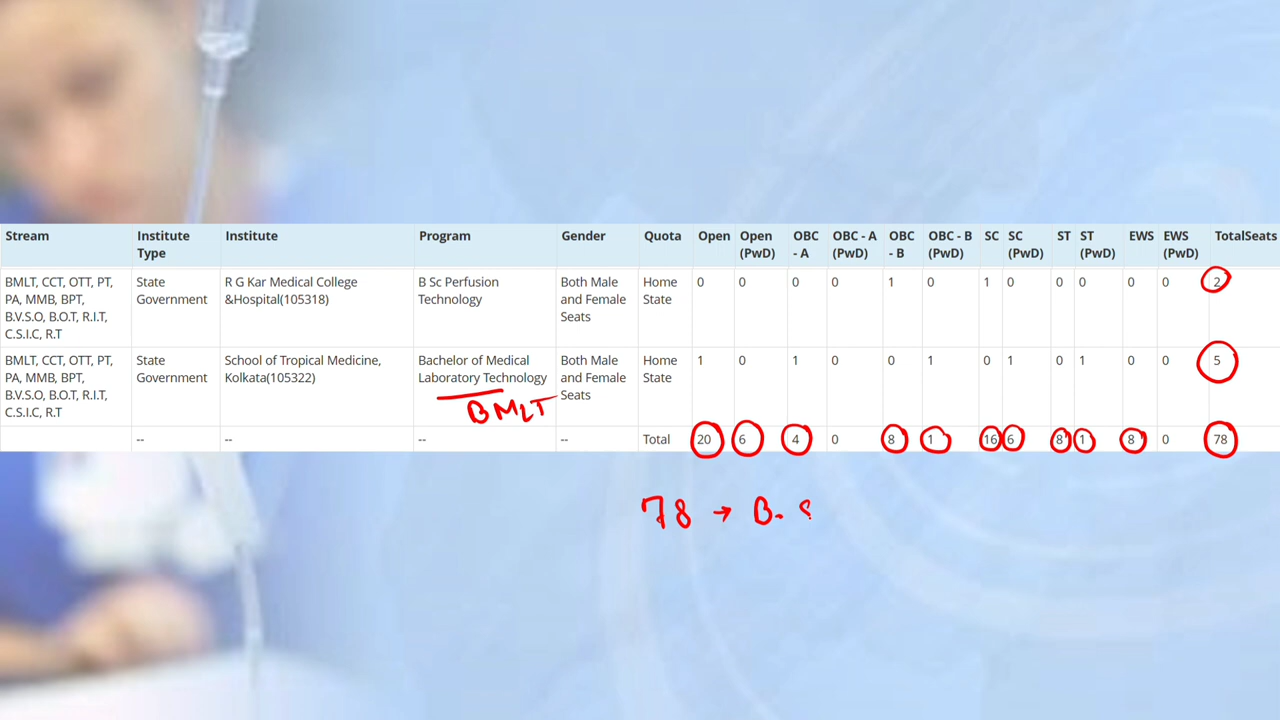 Stream Institute Type Institute Program Gender Quota Open Open (PwD) OBC - A OBC - A (PwD) OBC - B OBC - B (PwD) SC SC (PwD) ST ST (PwD) EWS EWS (PwD) TotalSeats
BMLT, CCT, OTT, PT, PA, MMB, BPT, B.V.S.O, B.O.T, R.I.T, C.S.I.C, R.T State Government R G Kar Medical College &Hospital(105318) B Sc Perfusion Technology Both Male and Female Seats Home State 0 0 0 0 1 0 1 0 0 0 0 0 2
BMLT, CCT, OTT, PT, PA, MMB, BPT, B.V.S.O, B.O.T, R.I.T, C.S.I.C, R.T State Government School of Tropical Medicine, Kolkata(105322) Bachelor of Medical Laboratory Technology Both Male and Female Seats Home State 1 0 1 0 0 1 0 1 0 1 0 0 5
BMLT
-- -- -- -- Total 20 6 4 0 8 1 16 6 8 1 8 0 78
78 → B. S